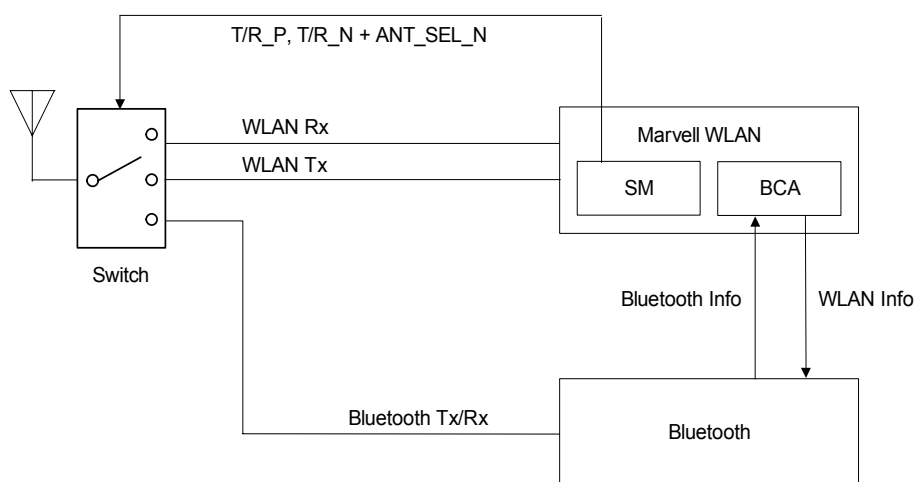 T/R_P, T/R_N + ANT_SEL_N
WLAN Rx
WLAN Tx
Marvell WLAN
SM
BCA
Switch
Bluetooth Info
WLAN Info
Bluetooth Tx/Rx
Bluetooth